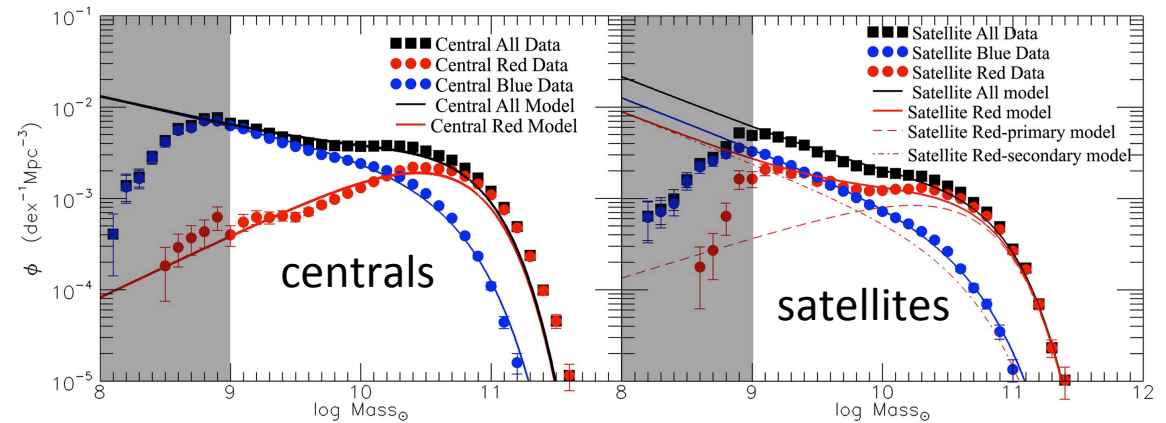 10⁻¹
10⁻²
10⁻³
10⁻⁴
10⁻⁵
ϕ (dex⁻¹Mpc⁻³)
Central All Data
Central Red Data
Central Blue Data
Central All Model
Central Red Model
centrals
8 9 10 11
log Mass☉
Satellite All Data
Satellite Blue Data
Satellite Red Data
Satellite All model
Satellite Red model
Satellite Red-primary model
Satellite Red-secondary model
satellites
8 9 10 11 12
log Mass☉